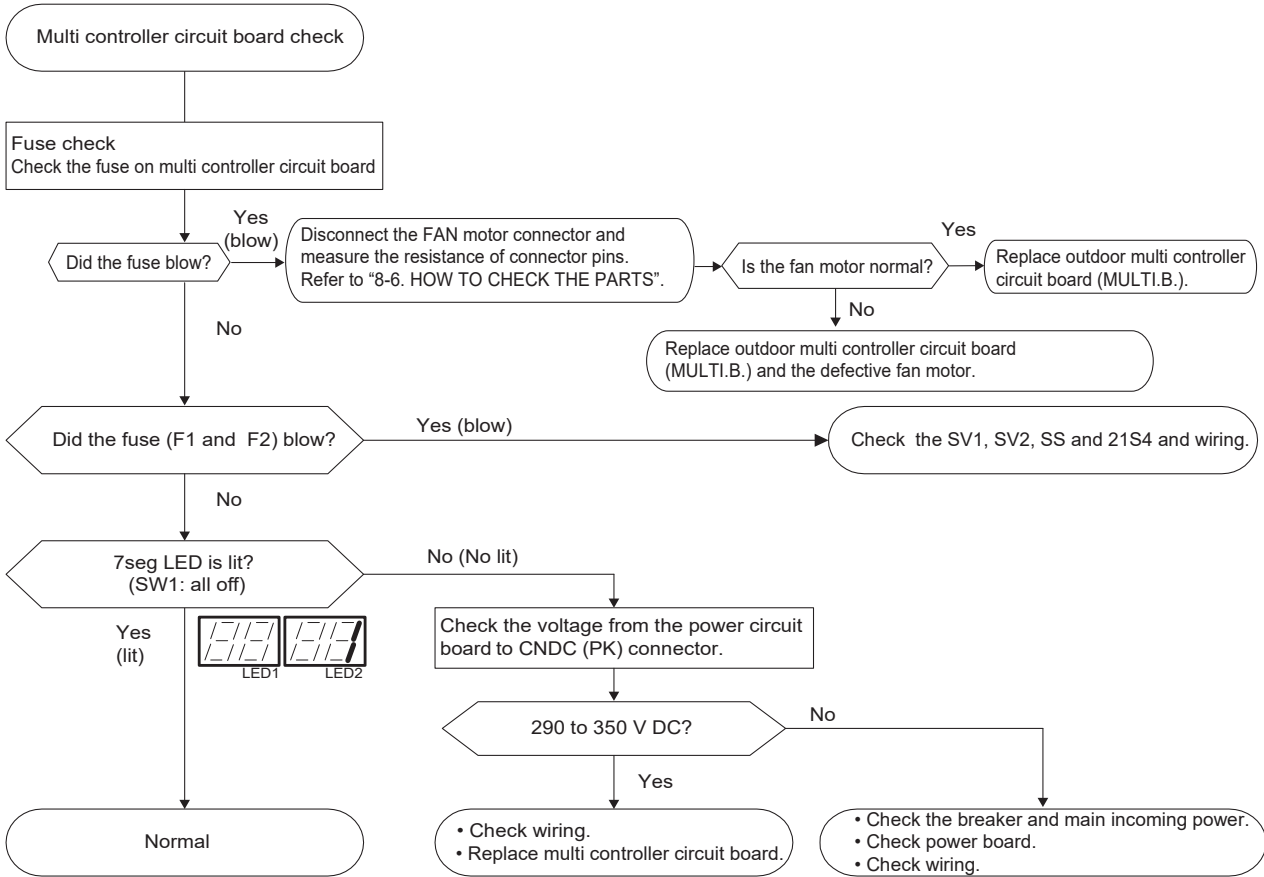 Multi controller circuit board check
Fuse check
Check the fuse on multi controller circuit board
Did the fuse blow?
Yes
(blow)
Disconnect the FAN motor connector and
measure the resistance of connector pins.
Refer to “8-6. HOW TO CHECK THE PARTS”.
Is the fan motor normal?
Yes
Replace outdoor multi controller
circuit board (MULTI.B.).
No
Replace outdoor multi controller circuit board
(MULTI.B.) and the defective fan motor.
No
Did the fuse (F1 and F2) blow?
Yes (blow)
Check the SV1, SV2, SS and 21S4 and wiring.
No
7seg LED is lit?
(SW1: all off)
No (No lit)
Yes
(lit)
LED1
LED2
Check the voltage from the power circuit
board to CNDC (PK) connector.
290 to 350 V DC?
No
Yes
Normal
• Check wiring.
• Replace multi controller circuit board.
• Check the breaker and main incoming power.
• Check power board.
• Check wiring.